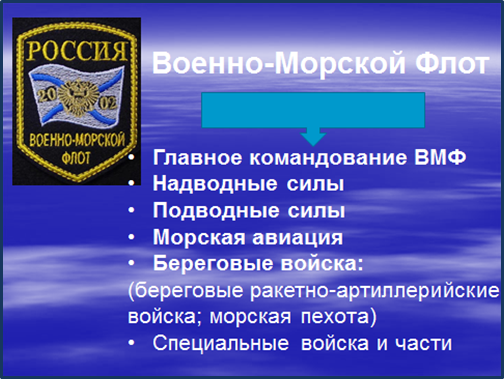 РОССИЯ
20 02
ВОЕННО-МОРСКОЙ
ФЛОТ
Военно-Морской Флот
• Главное командование ВМФ
• Надводные силы
• Подводные силы
• Морская авиация
• Береговые войска:
(береговые ракетно-артиллерийские
войска; морская пехота)
• Специальные войска и части